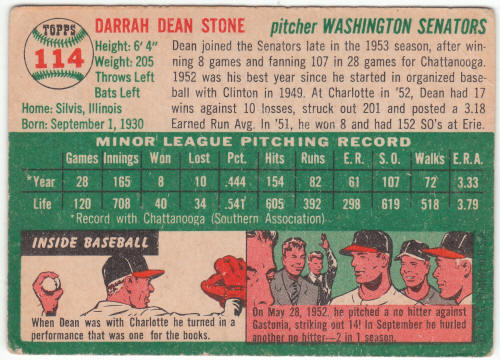 TOPPS
114
DARRAH DEAN STONE pitcher WASHINGTON SENATORS
Height: 6' 4"
Weight: 205
Throws Left
Bats Left
Home: Silvis, Illinois
Born: September 1, 1930
Dean joined the Senators late in the 1953 season, after win-
ning 8 games and fanning 107 in 28 games for Chattanooga.
1952 was his best year since he started in organized base-
ball with Clinton in 1949. At Charlotte in '52, Dean had 17
wins against 10 losses, struck out 201 and posted a 3.18
Earned Run Avg. In '51, he won 8 and had 152 SO's at Erie.
MINOR LEAGUE PITCHING RECORD
Games Innings Won Lost Pct. Hits Runs E.R. S.O. Walks E.R.A.
*Year 28 165 8 10 .444 154 82 61 107 72 3.33
Life 120 708 40 34 .541 605 392 298 619 518 3.79
*Record with Chattanooga (Southern Association)
INSIDE BASEBALL
When Dean was with Charlotte he turned in a
performance that was one for the books.
On May 28, 1952, he pitched a no hitter against
Gastonia, striking out 14! In September he hurled
another no hitter—2 in 1 season.